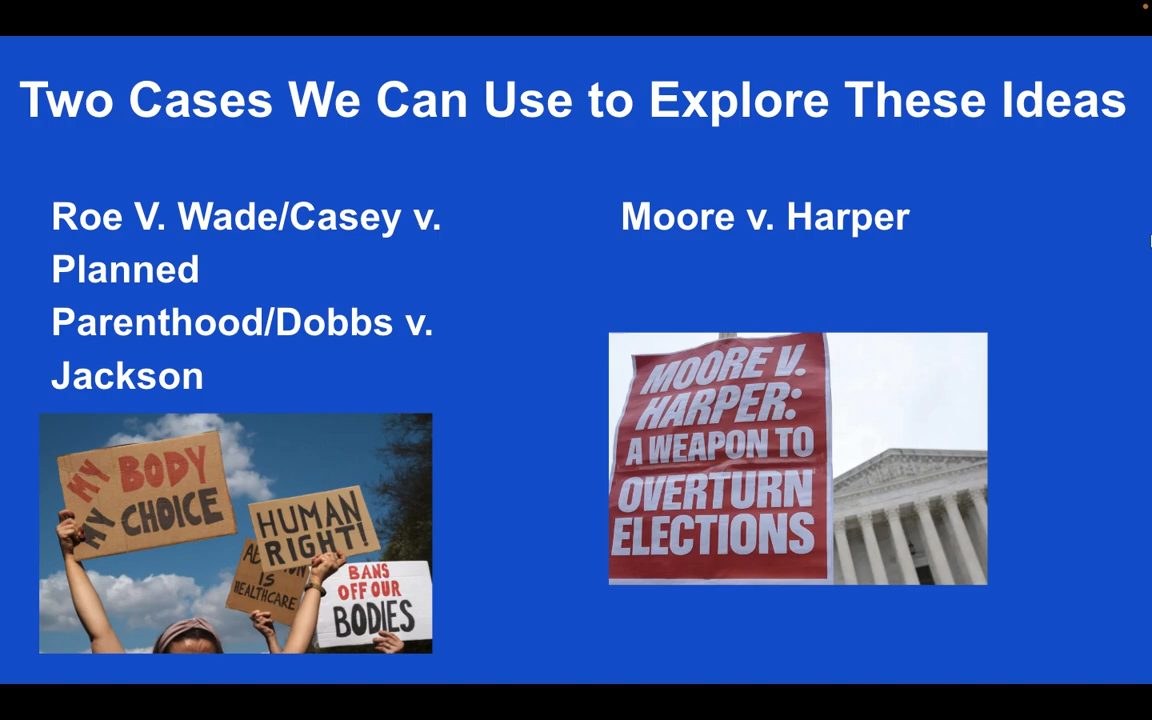 Two Cases We Can Use to Explore These Ideas
Roe V. Wade/Casey v.
Planned
Parenthood/Dobbs v.
Jackson
Moore v. Harper
MY BODY
MY CHOICE
HUMAN
RIGHT!
IS
HEALTHCARE
BANS
OFF OUR
BODIES
MOORE V.
HARPER:
A WEAPON TO
OVERTURN
ELECTIONS